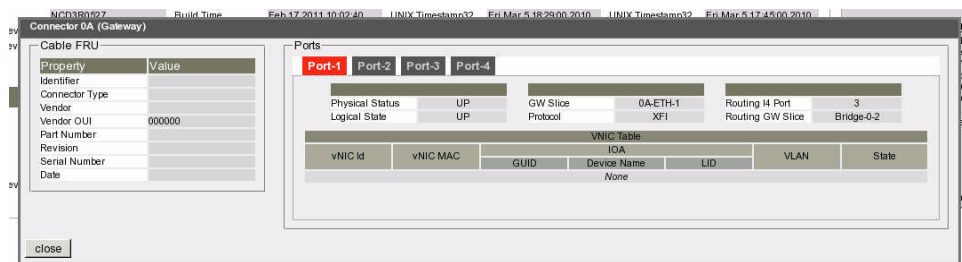 NCD3R0527 Build Time Feb 17 2011 10:02:40 UNIX Timestamp32 Fri Mar 5 18:29:00 2010 UNIX Timestamp32 Fri Mar 5 17:45:00 2010
Connector 0A (Gateway)
Cable FRU
Property Value
Identifier
Connector Type
Vendor
Vendor OUI 000000
Part Number
Revision
Serial Number
Date
Ports
Port-1 Port-2 Port-3 Port-4
Physical Status UP GW Slice 0A-ETH-1 Routing I4 Port 3
Logical State UP Protocol XFI Routing GW Slice Bridge-0-2
VNIC Table
vNIC Id vNIC MAC IOA VLAN State
GUID Device Name LID
None
close